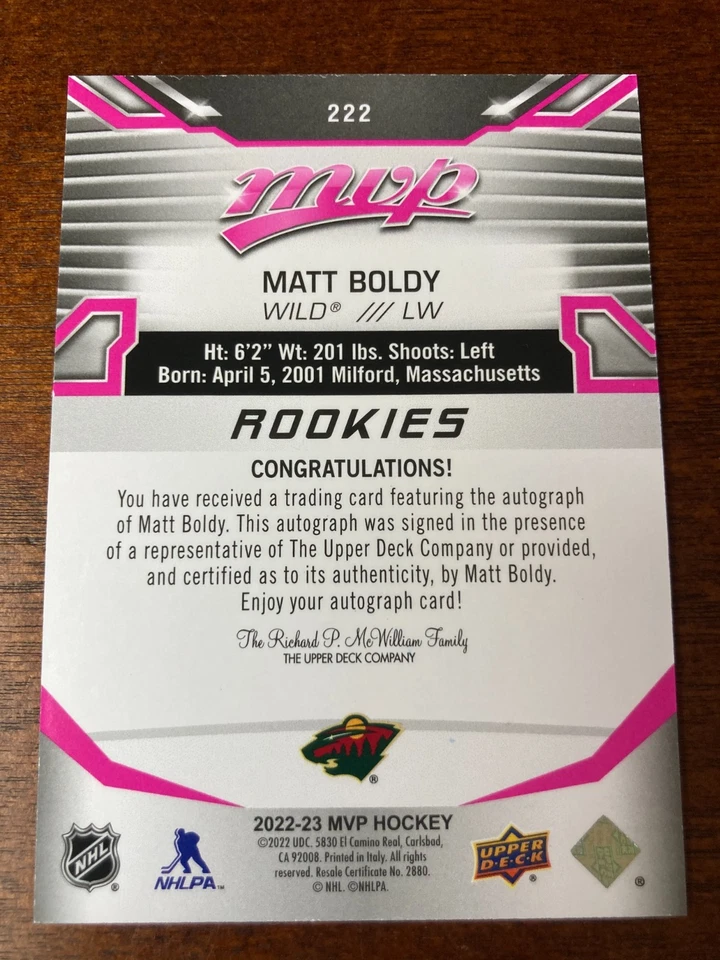 222
mvp
MATT BOLDY
WILD® /// LW
Ht: 6'2" Wt: 201 lbs. Shoots: Left
Born: April 5, 2001 Milford, Massachusetts
ROOKIES
CONGRATULATIONS!
You have received a trading card featuring the autograph
of Matt Boldy. This autograph was signed in the presence
of a representative of The Upper Deck Company or provided,
and certified as to its authenticity, by Matt Boldy.
Enjoy your autograph card!
The Richard P. McWilliam Family
THE UPPER DECK COMPANY
®
2022-23 MVP HOCKEY
©2022 UDC. 5830 El Camino Real, Carlsbad,
CA 92008. Printed in Italy. All rights
reserved. Resale Certificate No. 2880.
© NHL. ©NHLPA.
NHL ®
NHLPA™
UPPER
D·E·C·K ®
®